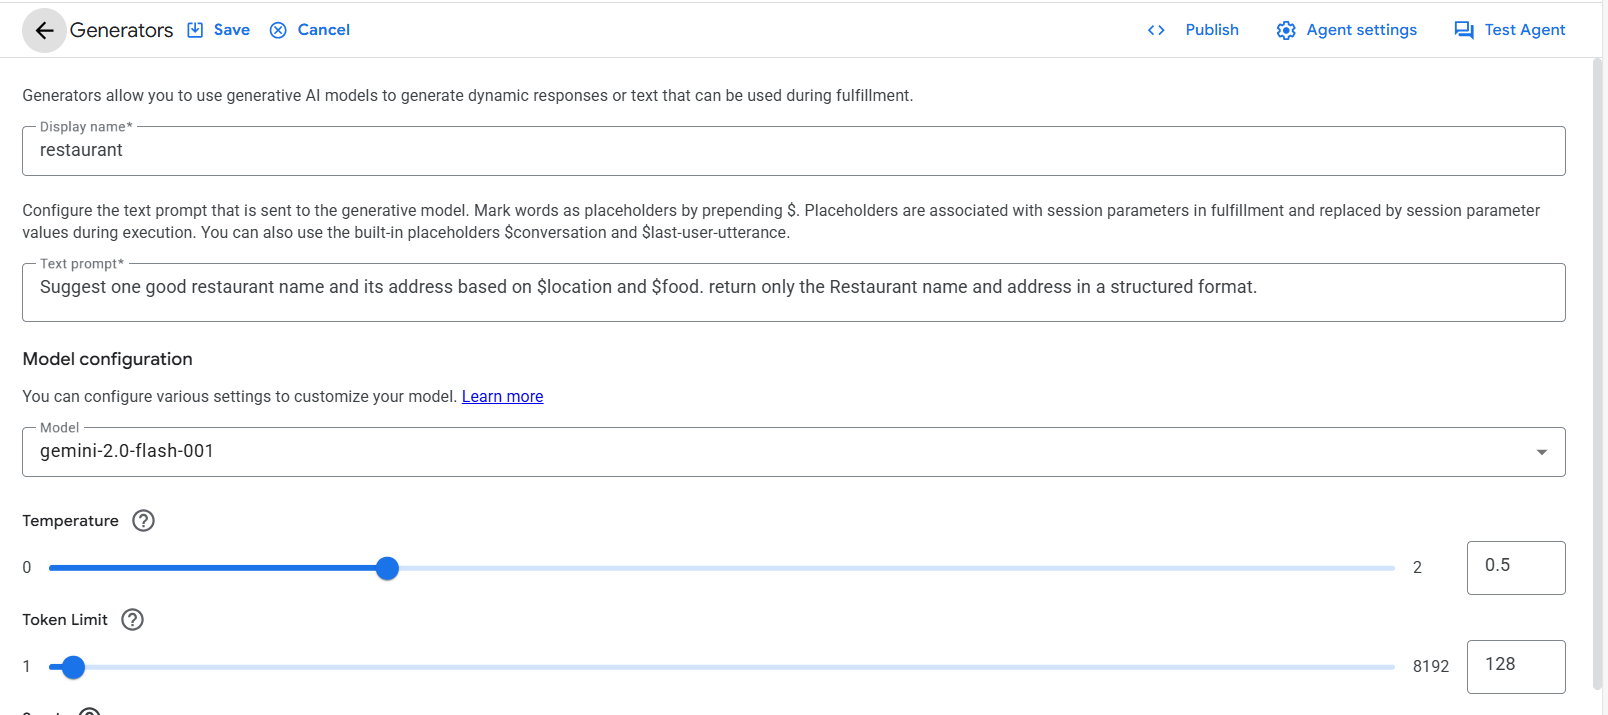 Generators Save Cancel Publish Agent settings Test Agent
Generators allow you to use generative AI models to generate dynamic responses or text that can be used during fulfillment.
Display name*
restaurant
Configure the text prompt that is sent to the generative model. Mark words as placeholders by prepending $. Placeholders are associated with session parameters in fulfillment and replaced by session parameter
values during execution. You can also use the built-in placeholders $conversation and $last-user-utterance.
Text prompt*
Suggest one good restaurant name and its address based on $location and $food. return only the Restaurant name and address in a structured format.
Model configuration
You can configure various settings to customize your model. Learn more
Model
gemini-2.0-flash-001
Temperature
0 2 0.5
Token Limit
1 8192 128